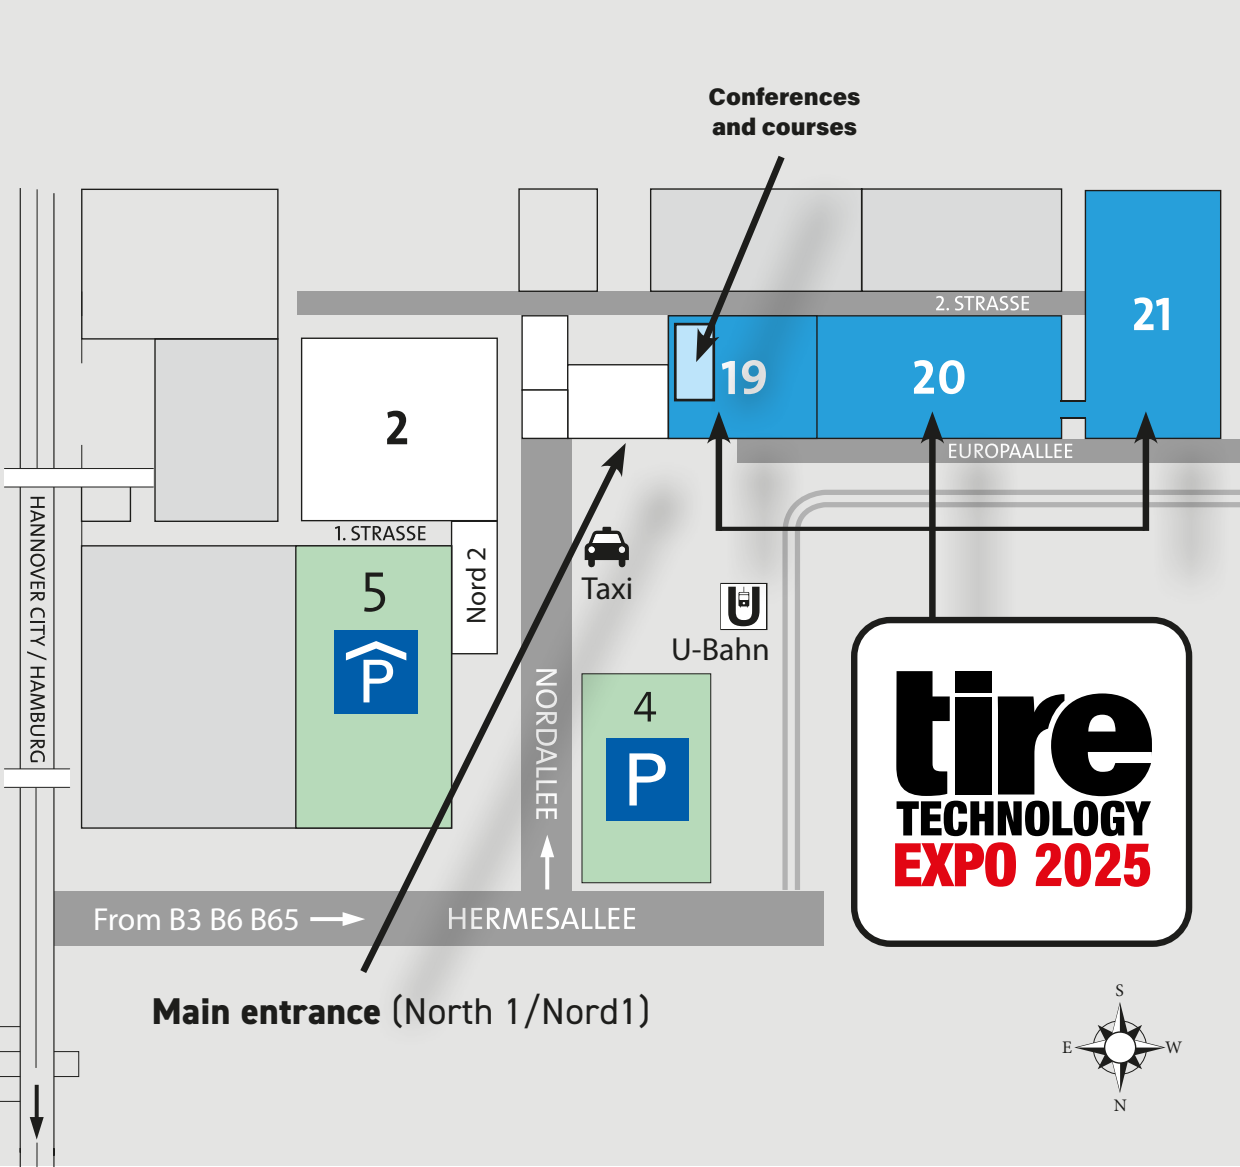 Conferences
and courses
2. STRASSE
21
19
20
2
EUROPAALLEE
1. STRASSE
HANNOVER CITY / HAMBURG
Nord 2
5
P
Taxi
U
U-Bahn
NORDALLEE
4
P
tire
TECHNOLOGY
EXPO 2025
From B3 B6 B65
HERMESALLEE
Main entrance (North 1/Nord1)
S
E W
N